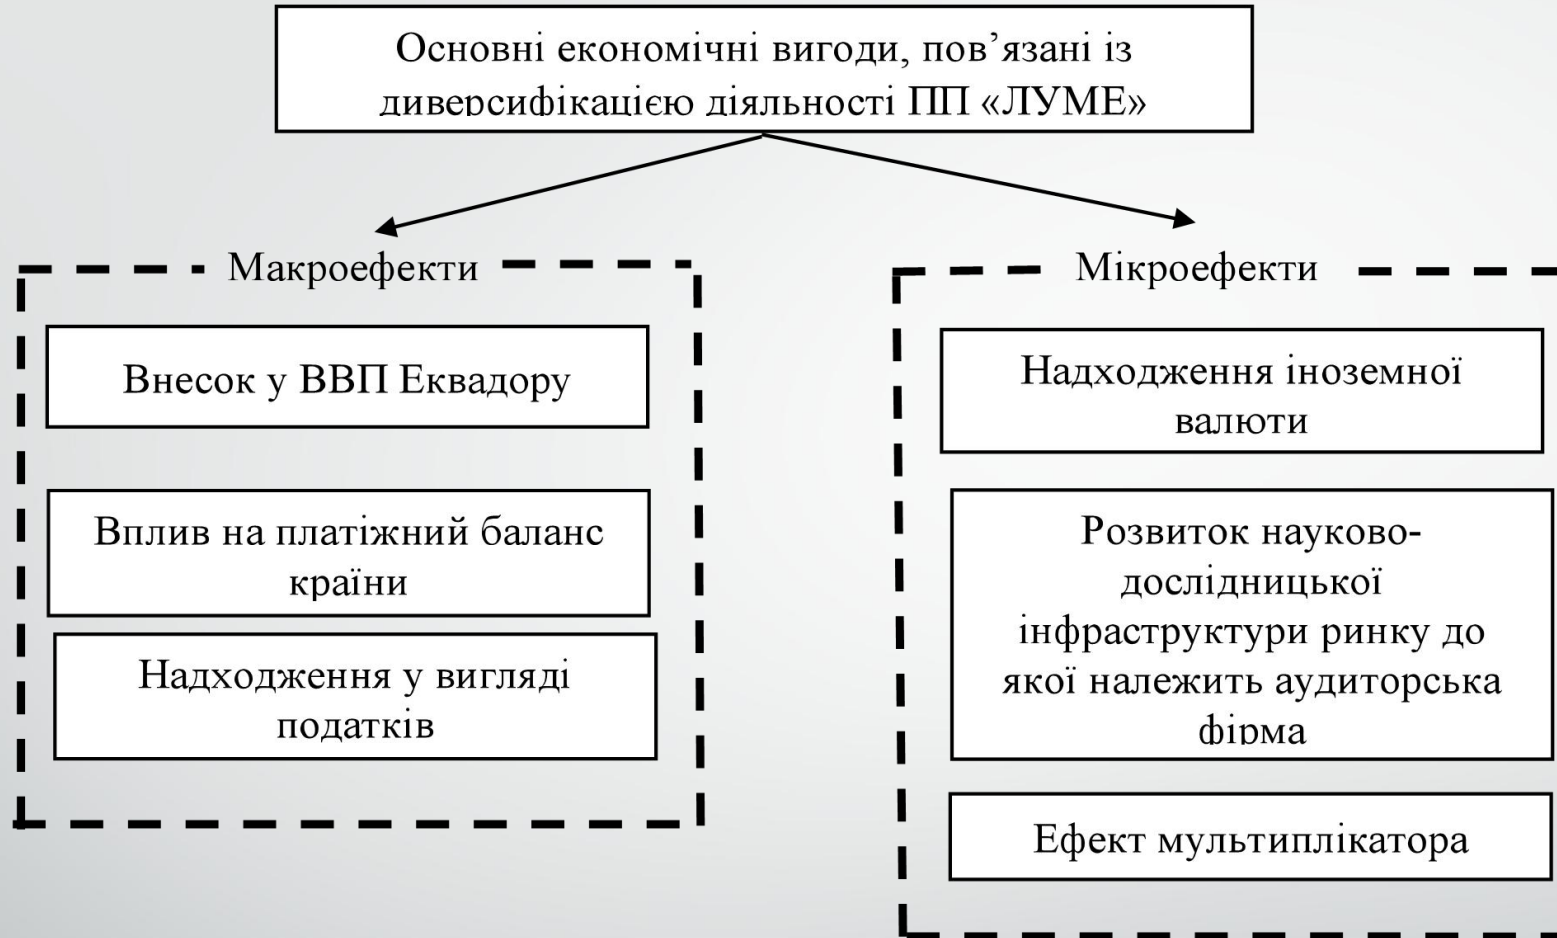 Основні економічні вигоди, пов’язані із
диверсифікацією діяльності ПП «ЛУМЕ»
Макроефекти
Внесок у ВВП Еквадору
Вплив на платіжний баланс
країни
Надходження у вигляді
податків
Мікроефекти
Надходження іноземної
валюти
Розвиток науково-
дослідницької
інфраструктури ринку до
якої належить аудиторська
фірма
Ефект мультиплікатора